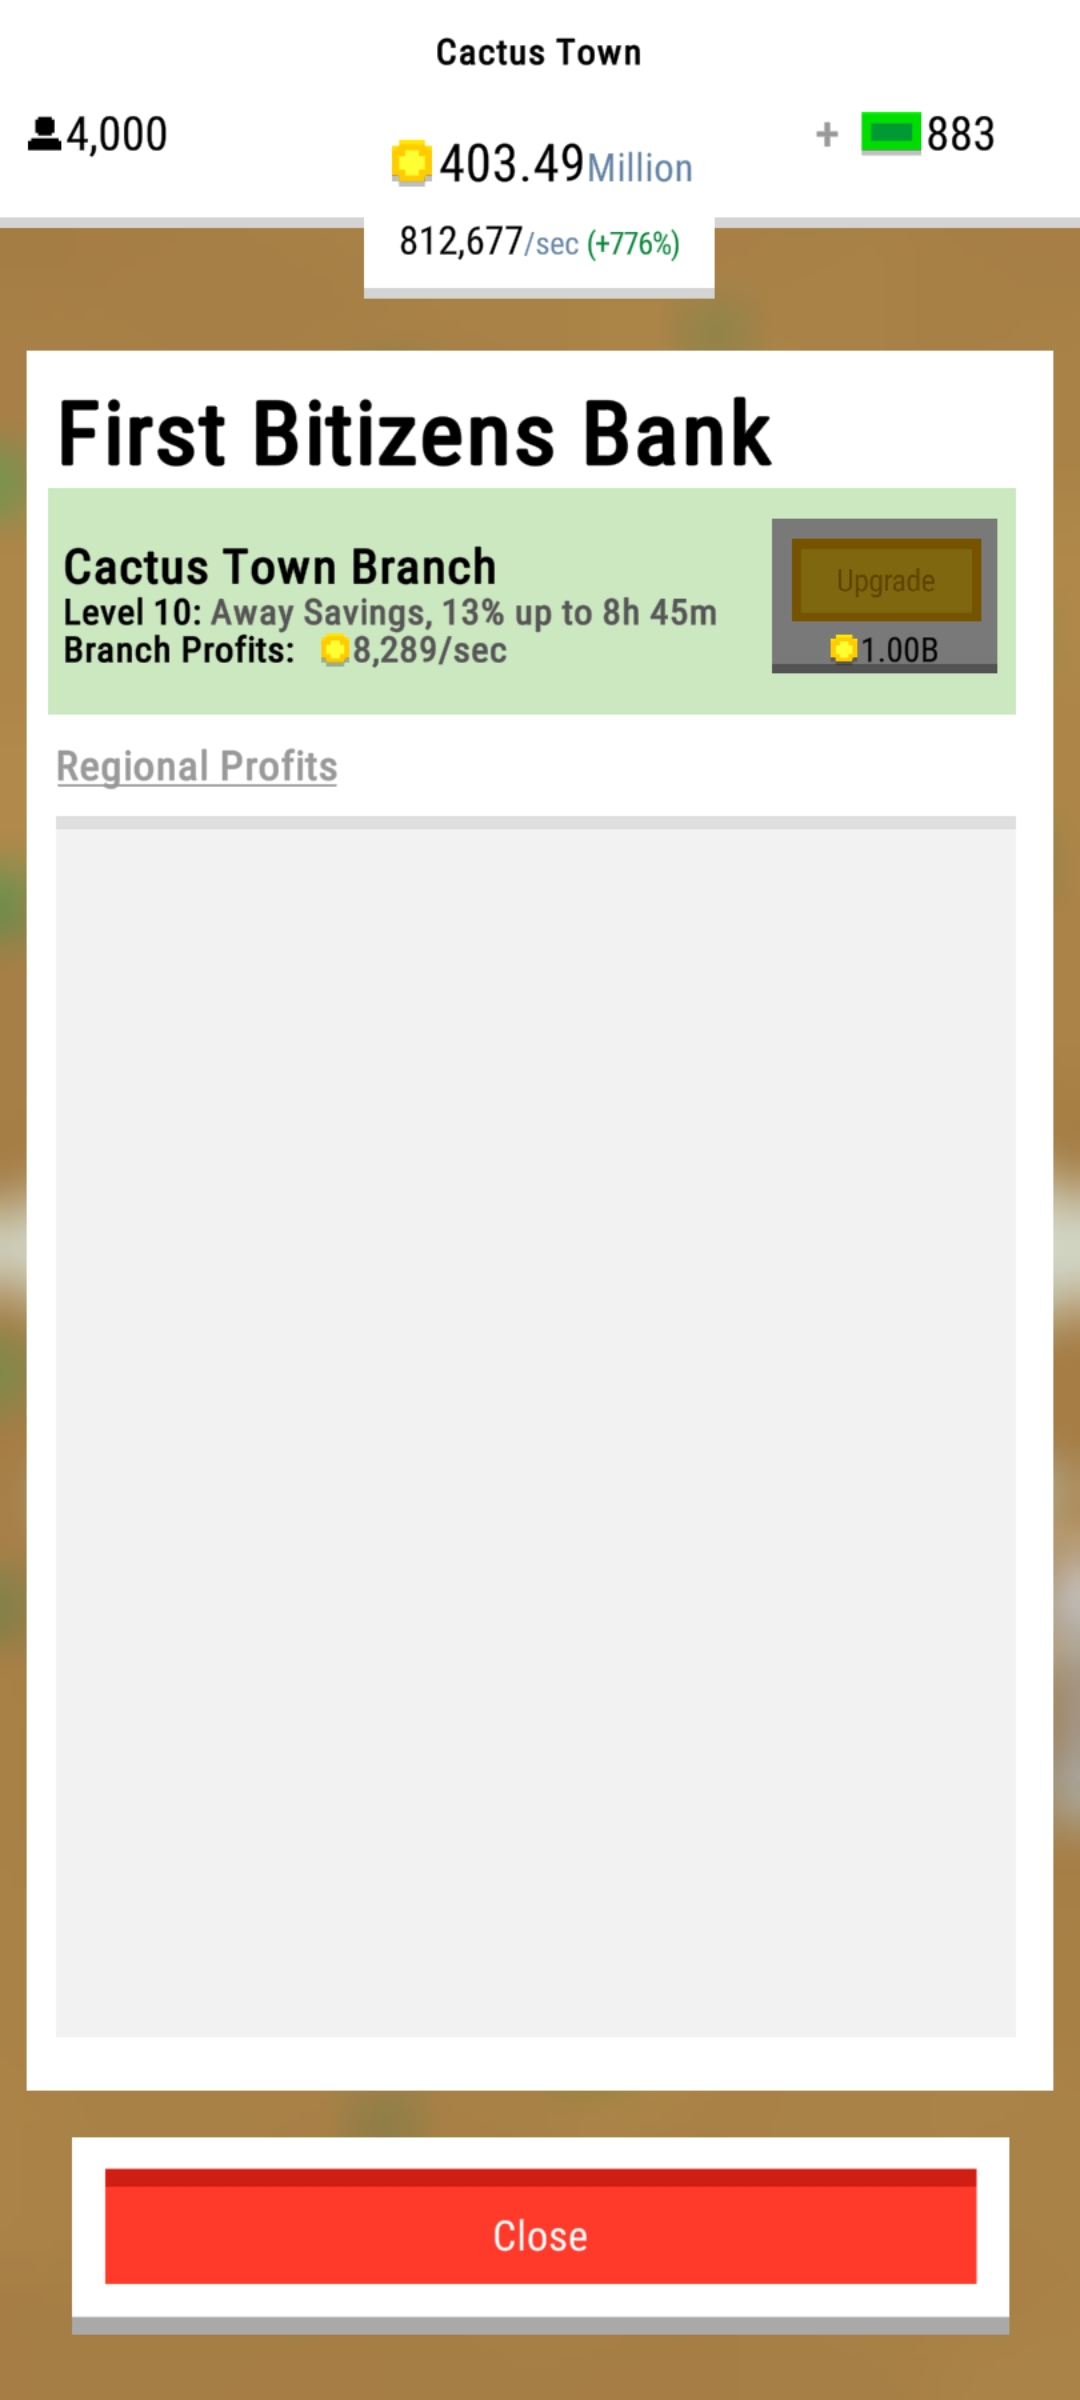 Cactus Town
4,000
403.49Million
+ 883
812,677/sec (+776%)
First Bitizens Bank
Cactus Town Branch
Level 10: Away Savings, 13% up to 8h 45m
Branch Profits: 8,289/sec
Upgrade
1.00B
Regional Profits
Close